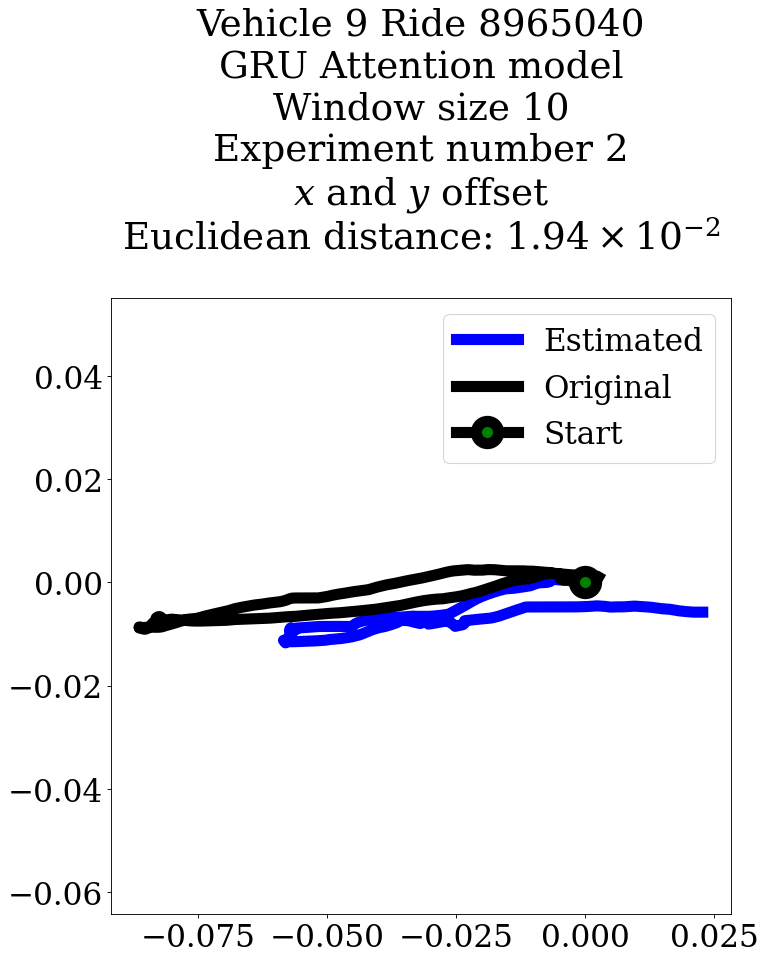 Vehicle 9 Ride 8965040
GRU Attention model
Window size 10
Experiment number 2
x and y offset
Euclidean distance: 1.94 × 10⁻²
Estimated
Original
Start
0.04
0.02
0.00
−0.02
−0.04
−0.06
−0.075 −0.050 −0.025 0.000 0.025